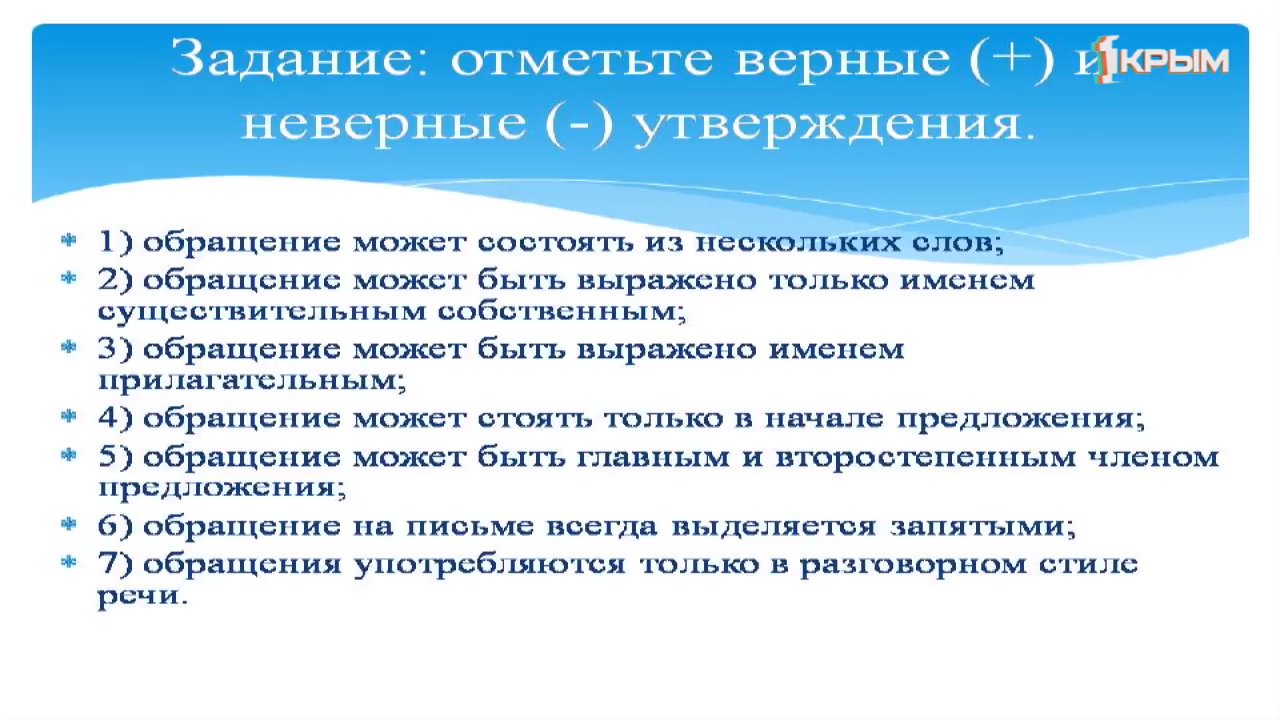 Задание: отметьте верные (+) и
1КРЫМ
неверные (-) утверждения.
1) обращение может состоять из нескольких слов;
2) обращение может быть выражено только именем
существительным собственным;
3) обращение может быть выражено именем
прилагательным;
4) обращение может стоять только в начале предложения;
5) обращение может быть главным и второстепенным членом
предложения;
6) обращение на письме всегда выделяется запятыми;
7) обращения употребляются только в разговорном стиле
речи.